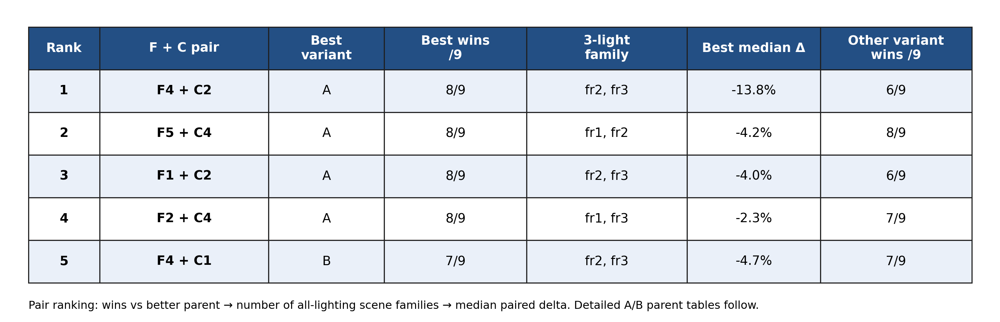 Rank F + C pair Best variant Best wins /9 3-light family Best median Δ Other variant wins /9
1 F4 + C2 A 8/9 fr2, fr3 -13.8% 6/9
2 F5 + C4 A 8/9 fr1, fr2 -4.2% 8/9
3 F1 + C2 A 8/9 fr2, fr3 -4.0% 6/9
4 F2 + C4 A 8/9 fr1, fr3 -2.3% 7/9
5 F4 + C1 B 7/9 fr2, fr3 -4.7% 7/9
Pair ranking: wins vs better parent → number of all-lighting scene families → median paired delta. Detailed A/B parent tables follow.